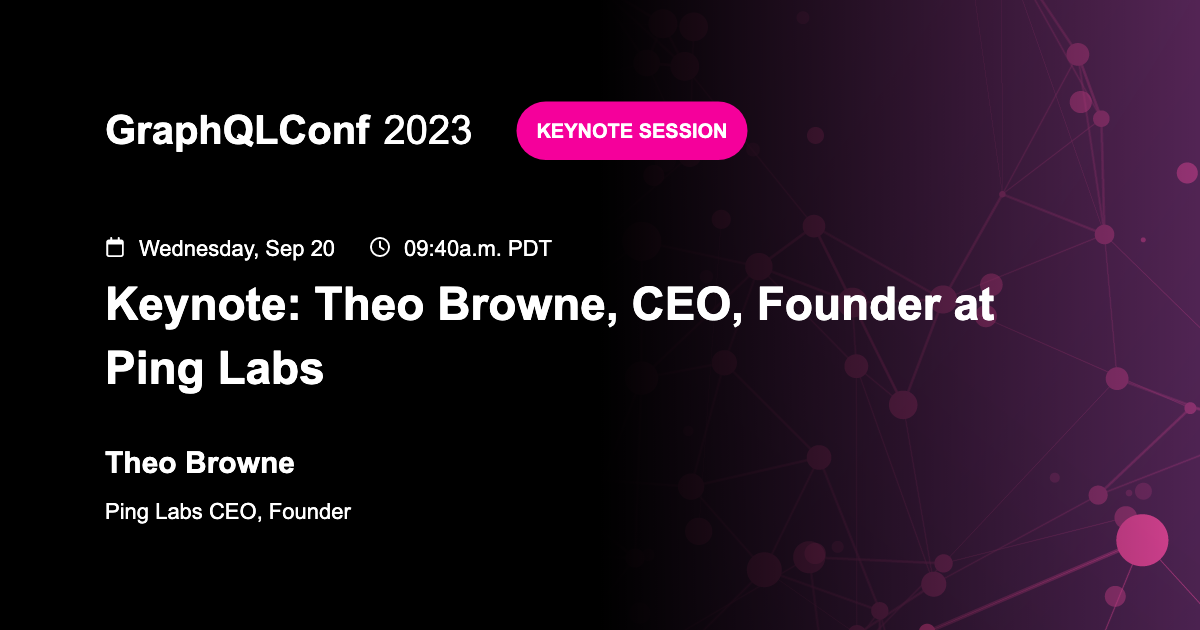 GraphQLConf 2023
KEYNOTE SESSION
Wednesday, Sep 20 09:40a.m. PDT
Keynote: Theo Browne, CEO, Founder at
Ping Labs
Theo Browne
Ping Labs CEO, Founder